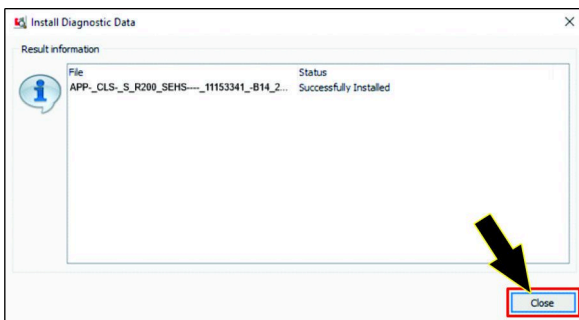 Install Diagnostic Data
Result information
File Status
APP-_CLS-_S_R200_SEHS----_11153341_-B14_2... Successfully Installed
Close